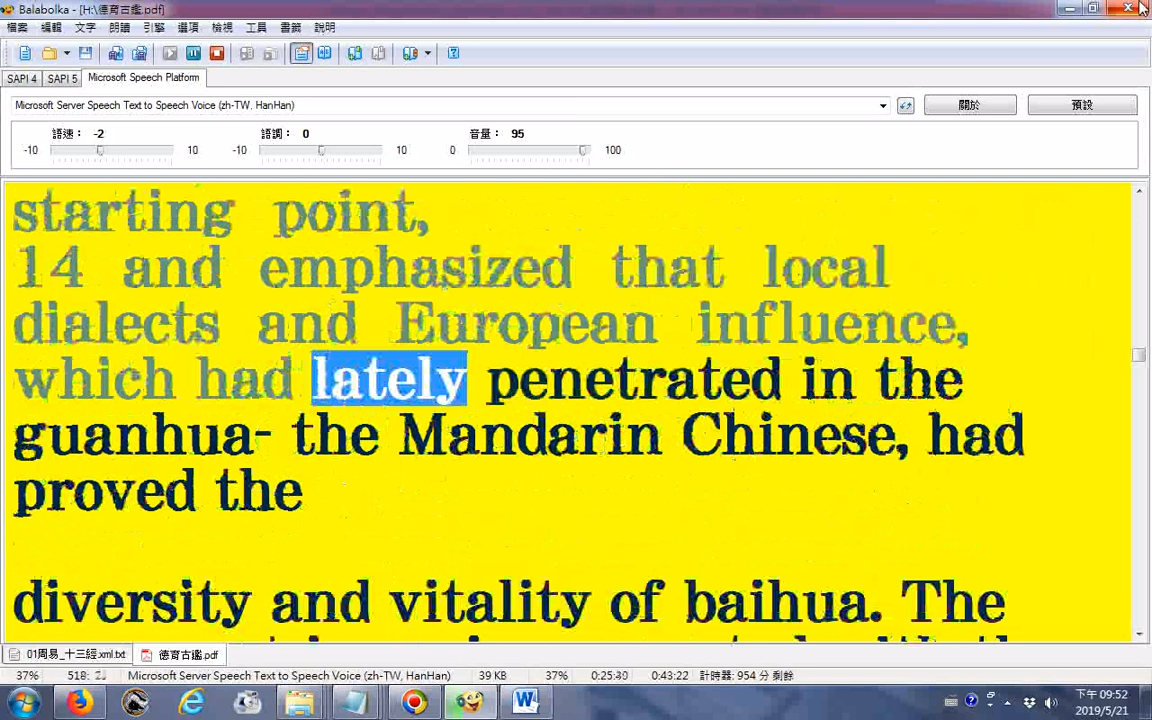 Balabolka - [H:\德育古鑑.pdf]
檔案 編輯 文字 朗讀 引擎 選項 檢視 工具 書籤 說明
SAPI 4 SAPI 5 Microsoft Speech Platform
Microsoft Server Speech Text to Speech Voice (zh-TW, HanHan) 關於 預設
語速： -2 語調： 0 音量： 95
-10 10 -10 10 0 100
starting point,
14 and emphasized that local
dialects and European influence,
which had lately penetrated in the
guanhua- the Mandarin Chinese, had
proved the
diversity and vitality of baihua. The
01周易_十三經.xml.txt 德育古鑑.pdf
37% 518: Microsoft Server Speech Text to Speech Voice (zh-TW, HanHan) 39 KB 37% 0:25:30 0:43:22 計時器: 954 分 剩餘
下午 09:52
2019/5/21